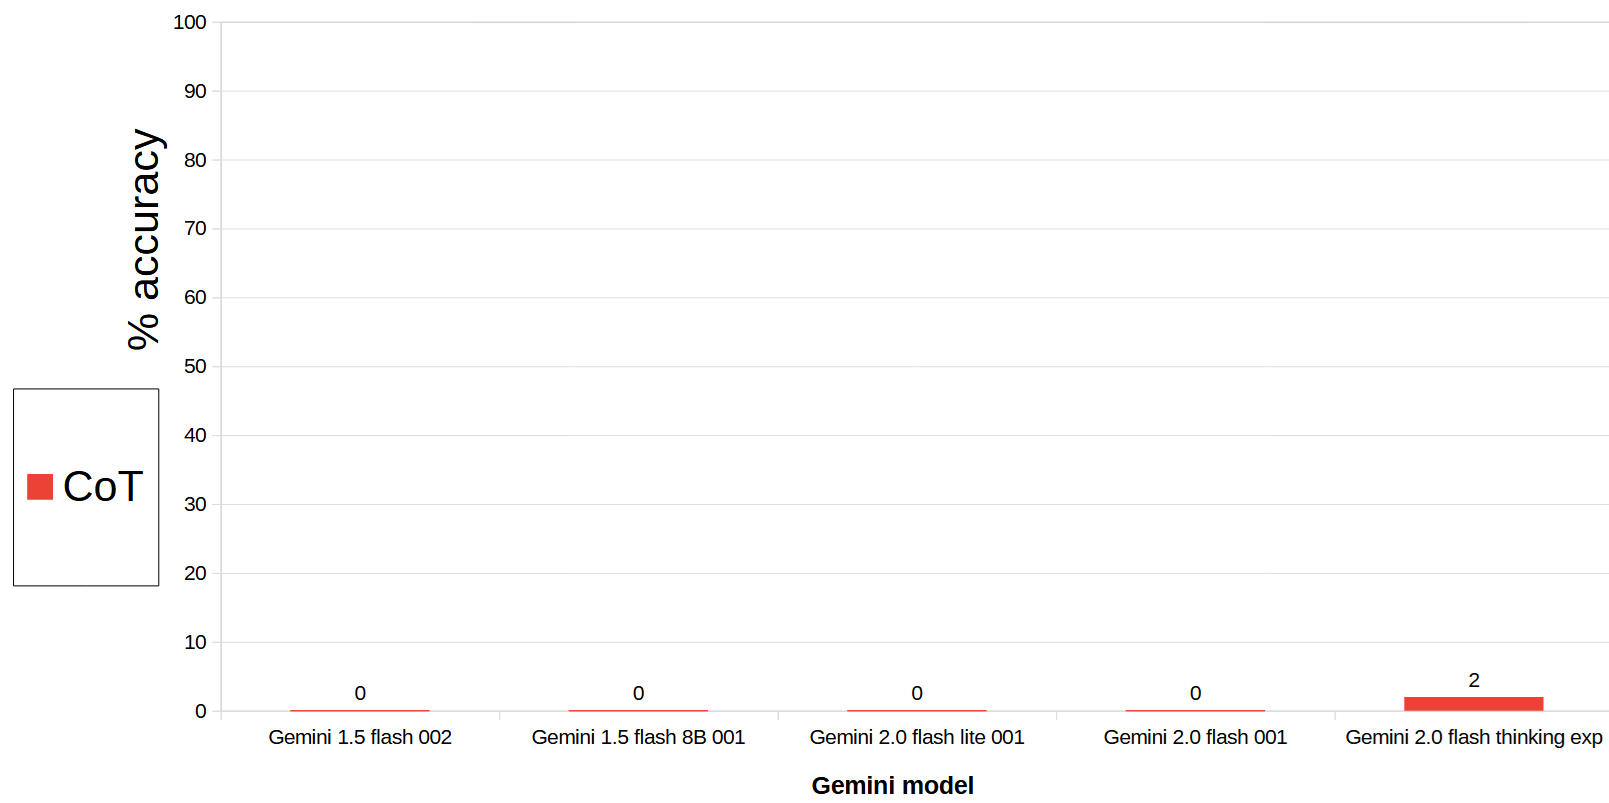 100
90
80
70
60
50
40
30
20
10
0
% accuracy
CoT
0
0
0
0
2
Gemini 1.5 flash 002
Gemini 1.5 flash 8B 001
Gemini 2.0 flash lite 001
Gemini 2.0 flash 001
Gemini 2.0 flash thinking exp
Gemini model